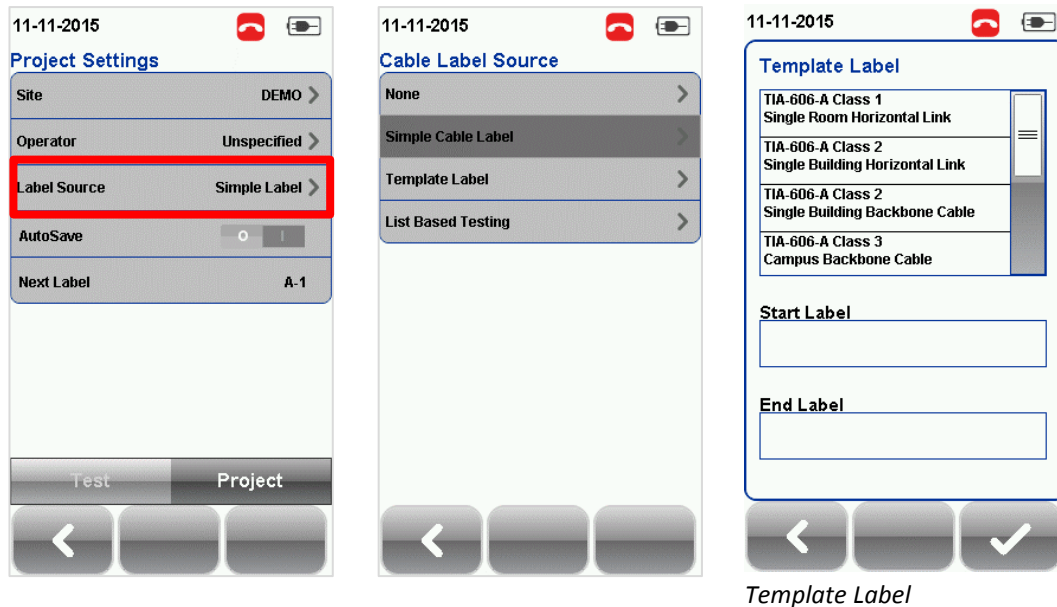 11-11-2015
Project Settings
Site DEMO
Operator Unspecified
Label Source Simple Label
AutoSave O I
Next Label A-1
Test Project
11-11-2015
Cable Label Source
None
Simple Cable Label
Template Label
List Based Testing
11-11-2015
Template Label
TIA-606-A Class 1
Single Room Horizontal Link
TIA-606-A Class 2
Single Building Horizontal Link
TIA-606-A Class 2
Single Building Backbone Cable
TIA-606-A Class 3
Campus Backbone Cable
Start Label
End Label
Template Label